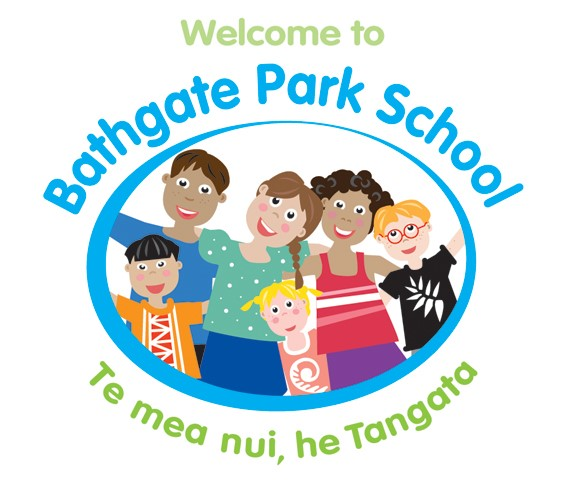 Welcome to
Bathgate Park School
Te mea nui, he Tangata